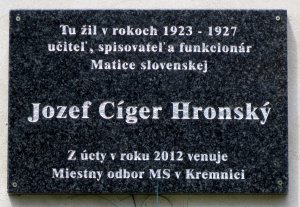 Tu žil v rokoch 1923 - 1927
učiteľ, spisovateľ a funkcionár
Matice slovenskej
Jozef Cíger Hronský
Z úcty v roku 2012 venuje
Miestny odbor MS v Kremnici